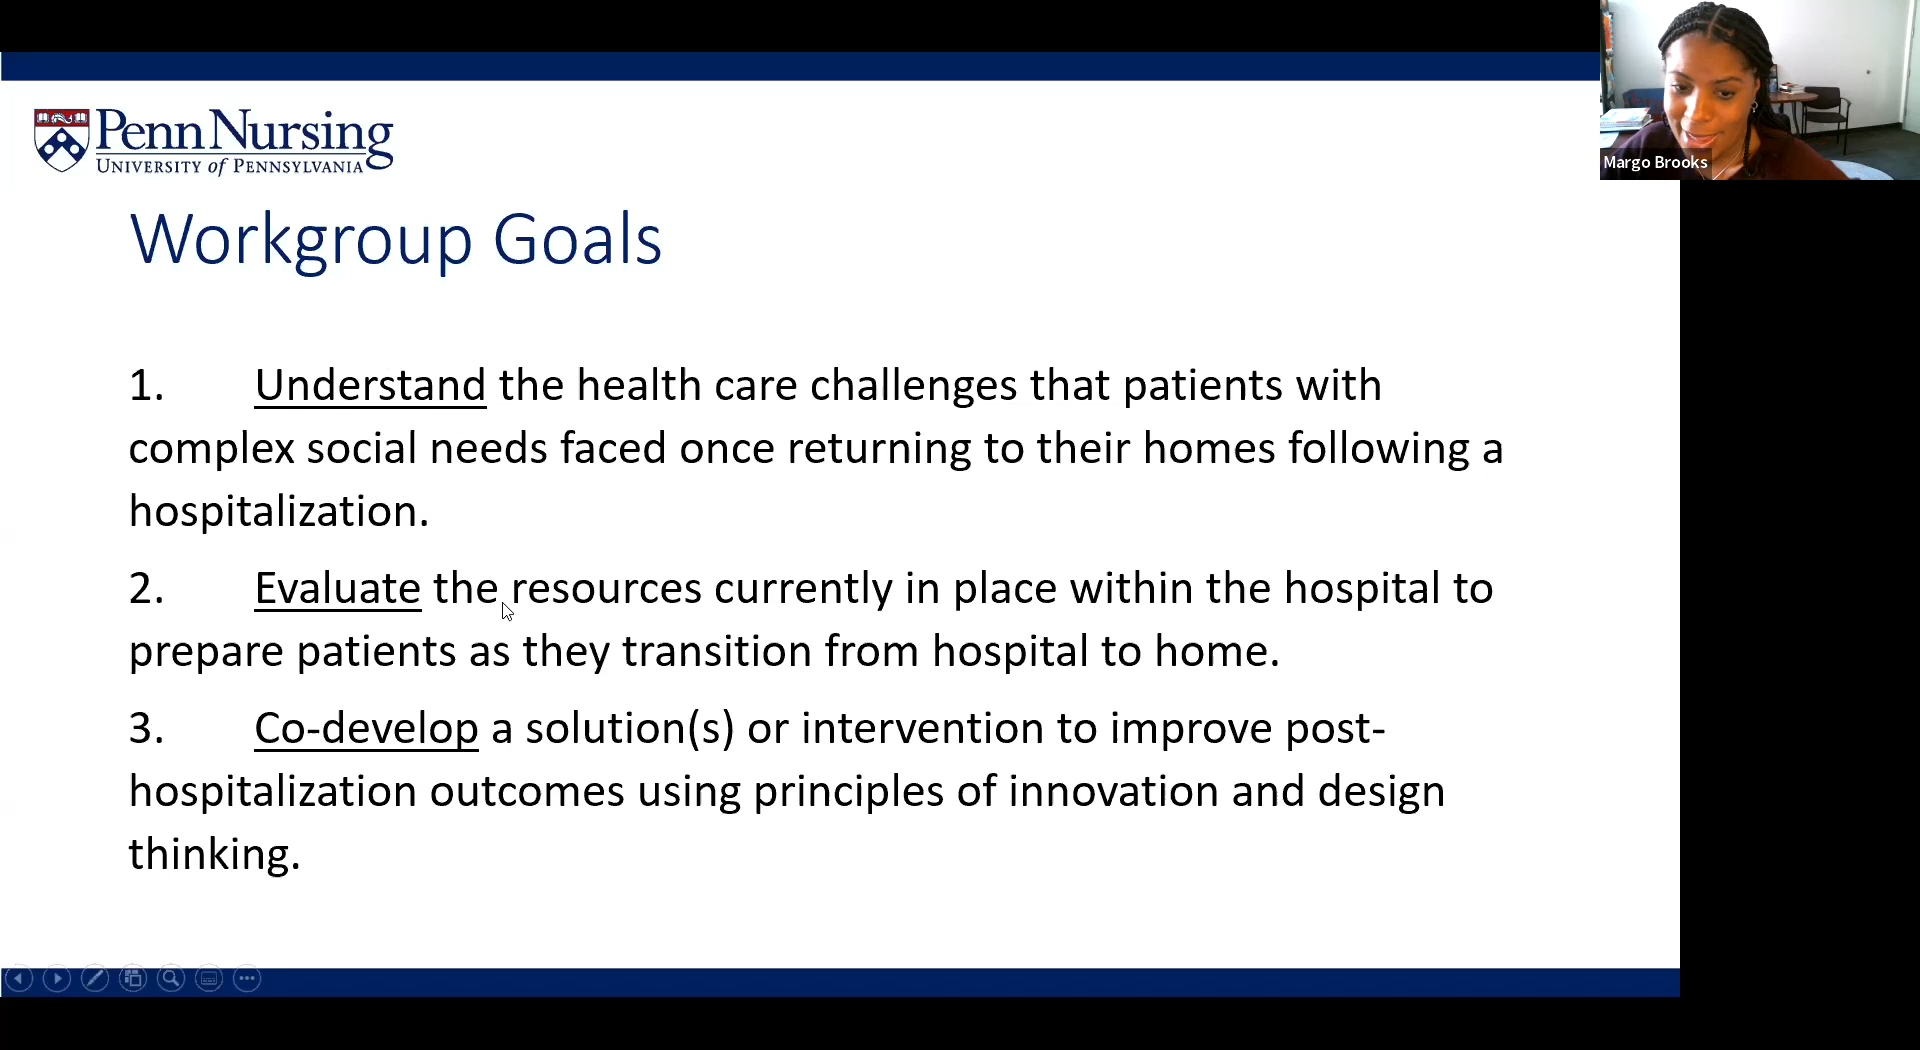 Penn Nursing
UNIVERSITY of PENNSYLVANIA
Margo Brooks
Workgroup Goals
1. Understand the health care challenges that patients with
complex social needs faced once returning to their homes following a
hospitalization.
2. Evaluate the resources currently in place within the hospital to
prepare patients as they transition from hospital to home.
3. Co-develop a solution(s) or intervention to improve post-
hospitalization outcomes using principles of innovation and design
thinking.